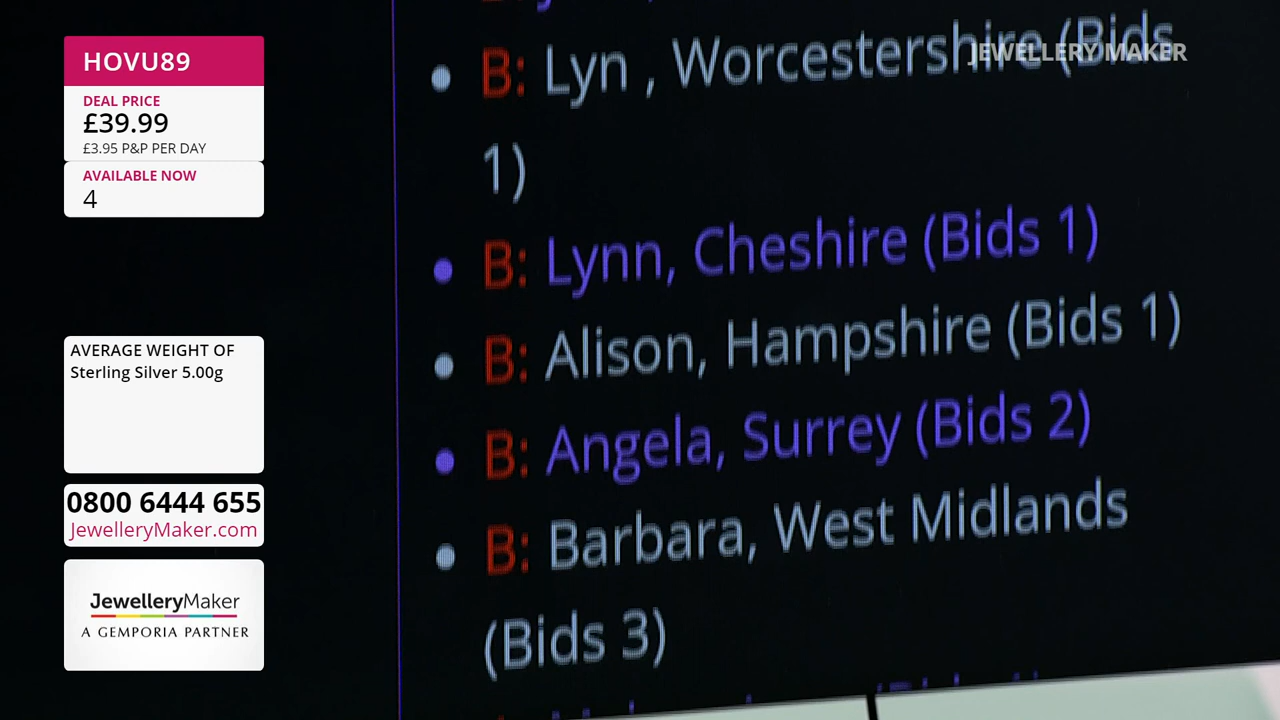 HOVU89
DEAL PRICE
£39.99
£3.95 P&P PER DAY
AVAILABLE NOW
4
AVERAGE WEIGHT OF
Sterling Silver 5.00g
0800 6444 655
JewelleryMaker.com
JewelleryMaker
A GEMPORIA PARTNER
JEWELLERY MAKER
B: Lyn , Worcestershire (Bids
1)
B: Lynn, Cheshire (Bids 1)
B: Alison, Hampshire (Bids 1)
B: Angela, Surrey (Bids 2)
B: Barbara, West Midlands
(Bids 3)